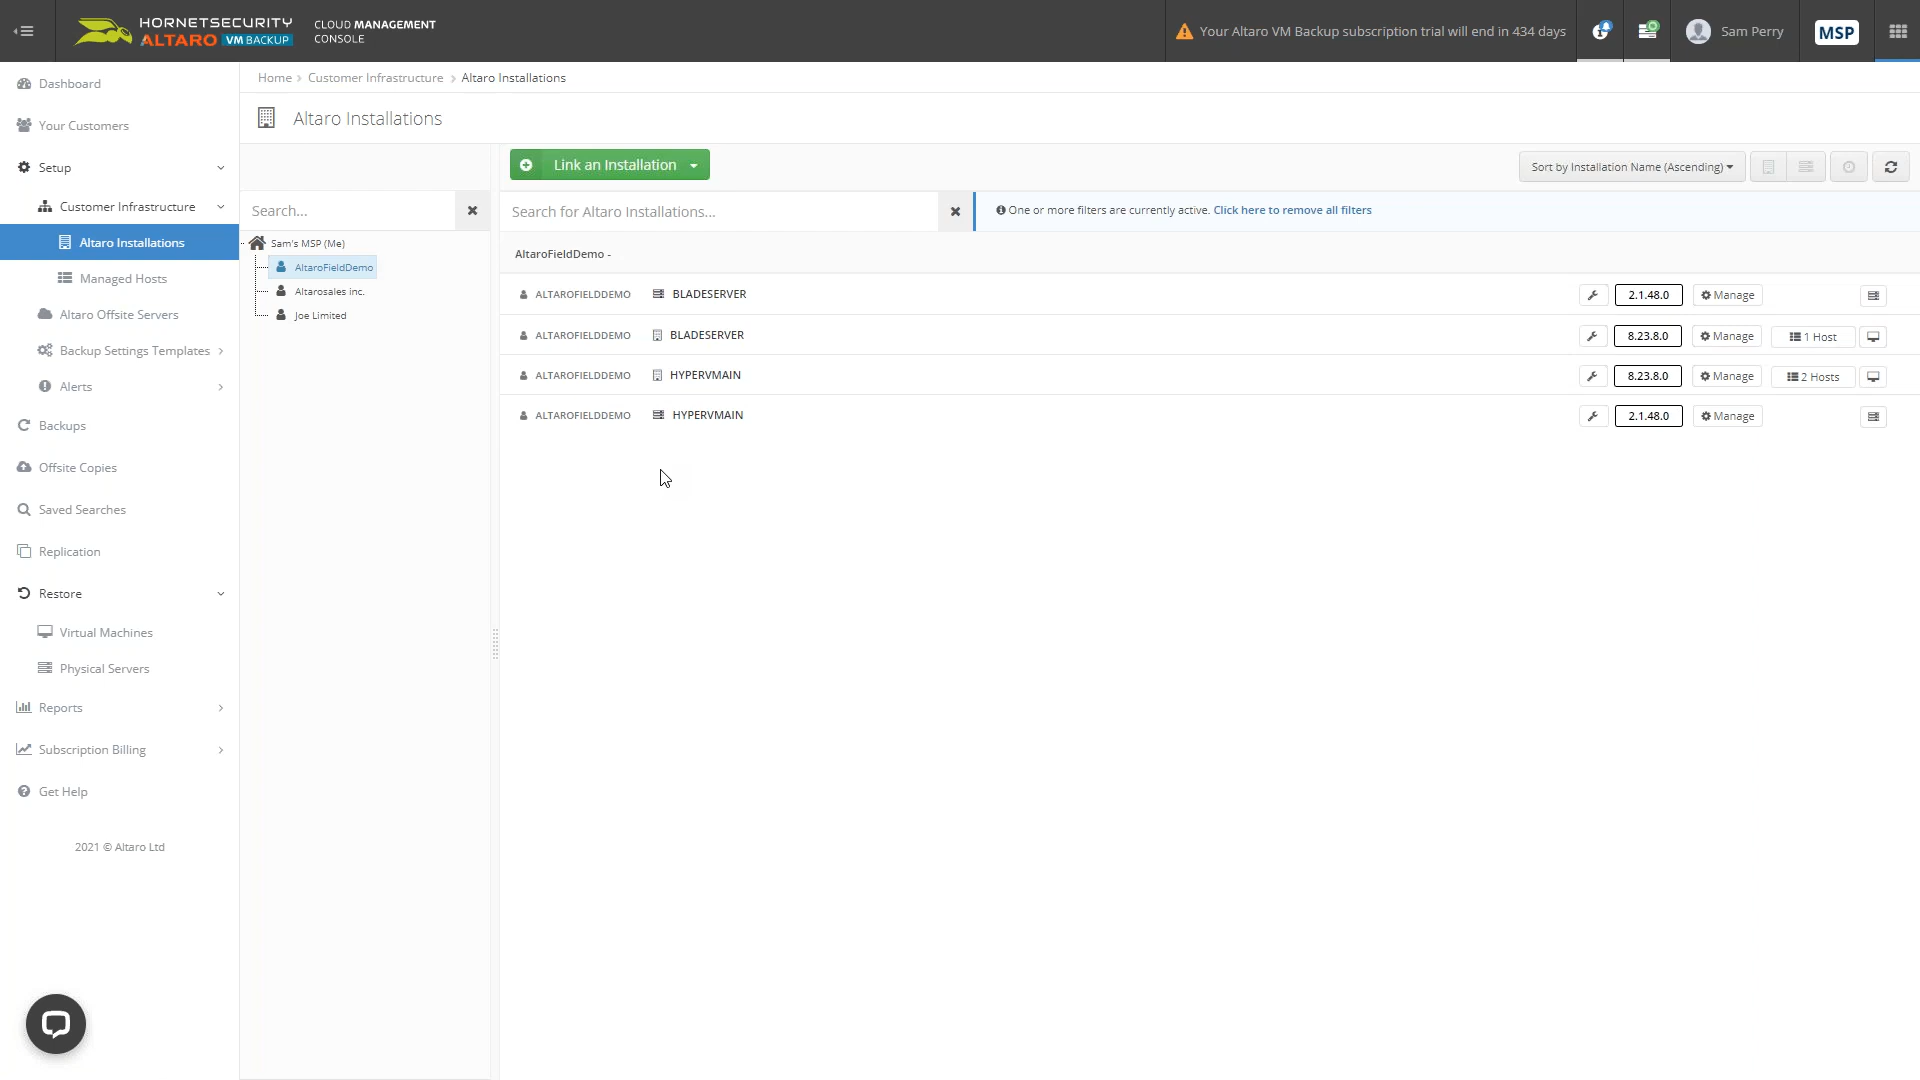 HORNETSECURITY
ALTARO VM BACKUP
CLOUD MANAGEMENT
CONSOLE
Your Altaro VM Backup subscription trial will end in 434 days
Sam Perry
MSP
Dashboard
Your Customers
Setup
Customer Infrastructure
Altaro Installations
Managed Hosts
Altaro Offsite Servers
Backup Settings Templates
Alerts
Backups
Offsite Copies
Saved Searches
Replication
Restore
Virtual Machines
Physical Servers
Reports
Subscription Billing
Get Help
2021 © Altaro Ltd
Home > Customer Infrastructure > Altaro Installations
Altaro Installations
Search...
Sam's MSP (Me)
AltaroFieldDemo
Altarosales inc.
Joe Limited
Link an Installation
Sort by Installation Name (Ascending)
Search for Altaro Installations...
One or more filters are currently active. Click here to remove all filters
AltaroFieldDemo -
ALTAROFIELDDEMO BLADESERVER 2.1.48.0 Manage
ALTAROFIELDDEMO BLADESERVER 8.23.8.0 Manage 1 Host
ALTAROFIELDDEMO HYPERVMAIN 8.23.8.0 Manage 2 Hosts
ALTAROFIELDDEMO HYPERVMAIN 2.1.48.0 Manage